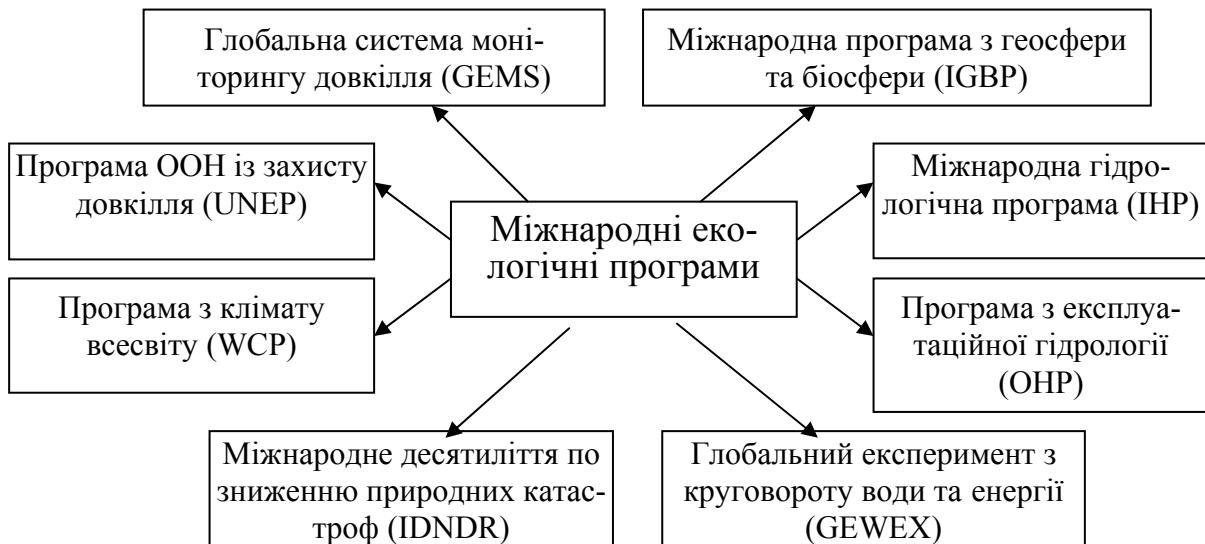 Глобальна система моні-
торингу довкілля (GEMS)
Міжнародна програма з геосфери
та біосфери (IGBP)
Програма ООН із захисту
довкілля (UNEP)
Міжнародна гідро-
логічна програма (IHP)
Міжнародні еко-
логічні програми
Програма з клімату
всесвіту (WCP)
Програма з експлуа-
таційної гідрології
(OHP)
Міжнародне десятиліття по
зниженню природних катас-
троф (IDNDR)
Глобальний експеримент з
круговороту води та енергії
(GEWEX)